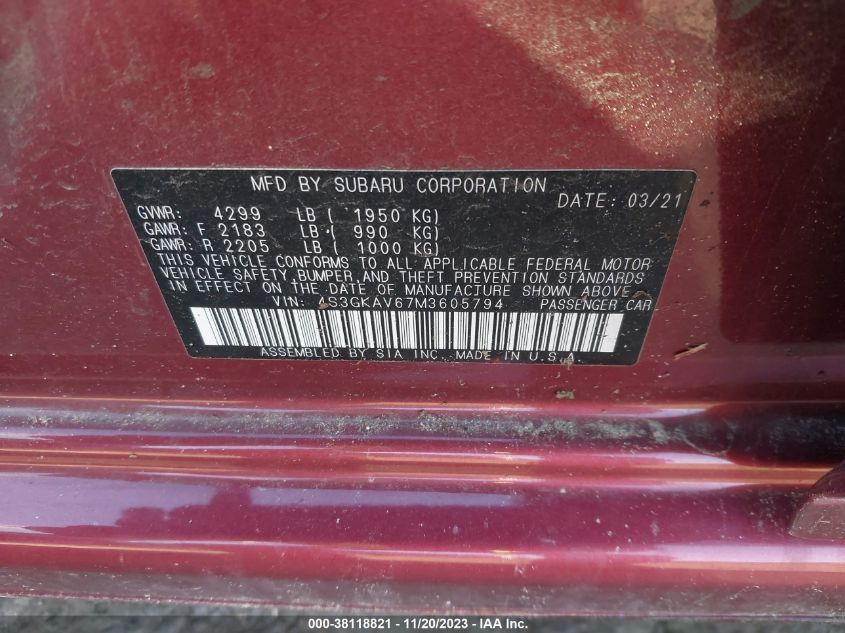 MFD BY SUBARU CORPORATION
DATE: 03/21
GVWR: 4299 LB ( 1950 KG)
GAWR: F 2183 LB ( 990 KG)
GAWR: R 2205 LB ( 1000 KG)
THIS VEHICLE CONFORMS TO ALL APPLICABLE FEDERAL MOTOR
VEHICLE SAFETY, BUMPER, AND THEFT PREVENTION STANDARDS
IN EFFECT ON THE DATE OF MANUFACTURE SHOWN ABOVE.
VIN: 4S3GKAV67M3605794 PASSENGER CAR
ASSEMBLED BY SIA INC. MADE IN U.S.A.
000-38118821 - 11/20/2023 - IAA Inc.